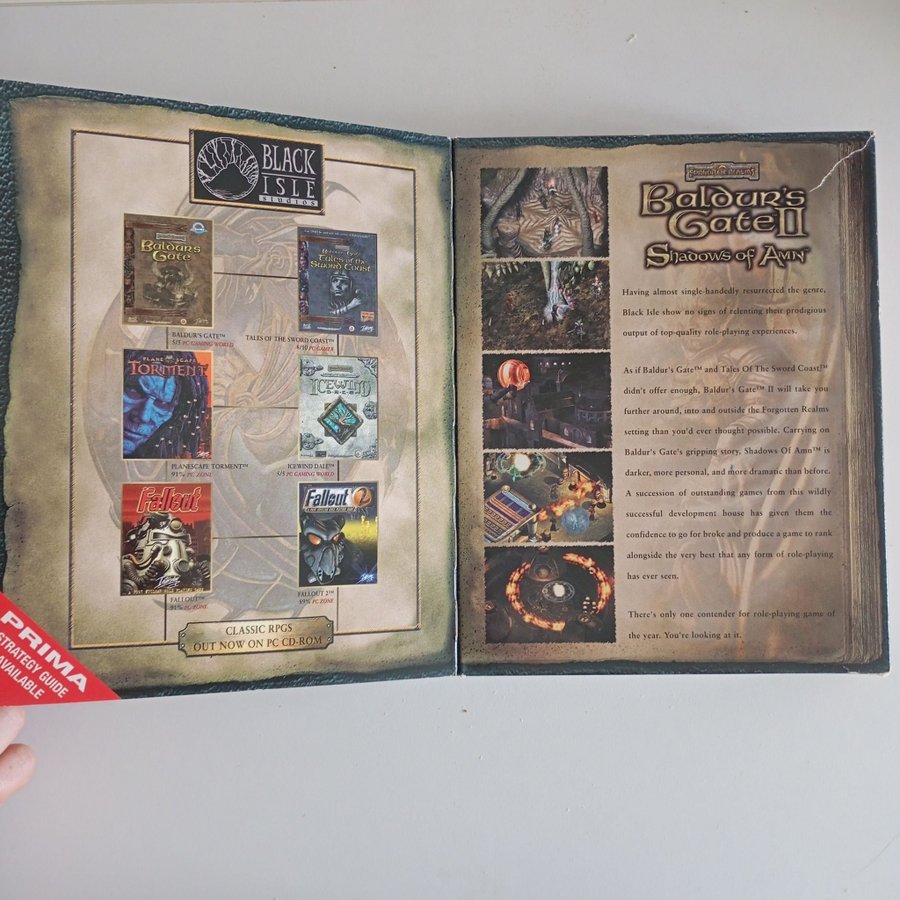 BLACK
ISLE
STUDIOS
BALDUR'S
GATE
TALES OF THE
SWORD COAST
BALDUR'S GATE™
5/5 PC GAMING WORLD
TALES OF THE SWORD COAST™
PC GAMER
PLANESCAPE
TORMENT
ICEWIND
DALE
PLANESCAPE TORMENT™
91% PC ZONE
ICEWIND DALE™
5/5 PC GAMING WORLD
Fallout
Fallout 2
FALLOUT™
91% PC ZONE
FALLOUT 2™
89% PC ZONE
CLASSIC RPGS
OUT NOW ON PC CD-ROM
PRIMA
STRATEGY GUIDE
AVAILABLE
FORGOTTEN REALMS
BALDUR'S
GATE II
SHADOWS OF AMN™
Having almost single-handedly resurrected the genre,
Black Isle show no signs of relenting their prodigious
output of top-quality role-playing experiences.
As if Baldur's Gate™ and Tales Of The Sword Coast™
didn't offer enough, Baldur's Gate™ II will take you
further around, into and outside the Forgotten Realms
setting than you'd ever thought possible. Carrying on
Baldur's Gate's gripping story, Shadows Of Amn™ is
darker, more personal, and more dramatic than before.
A succession of outstanding games from this wildly
successful development house has given them the
confidence to go for broke and produce a game to rank
alongside the very best that any form of role-playing
has ever seen.
There's only one contender for role-playing game of
the year. You're looking at it.